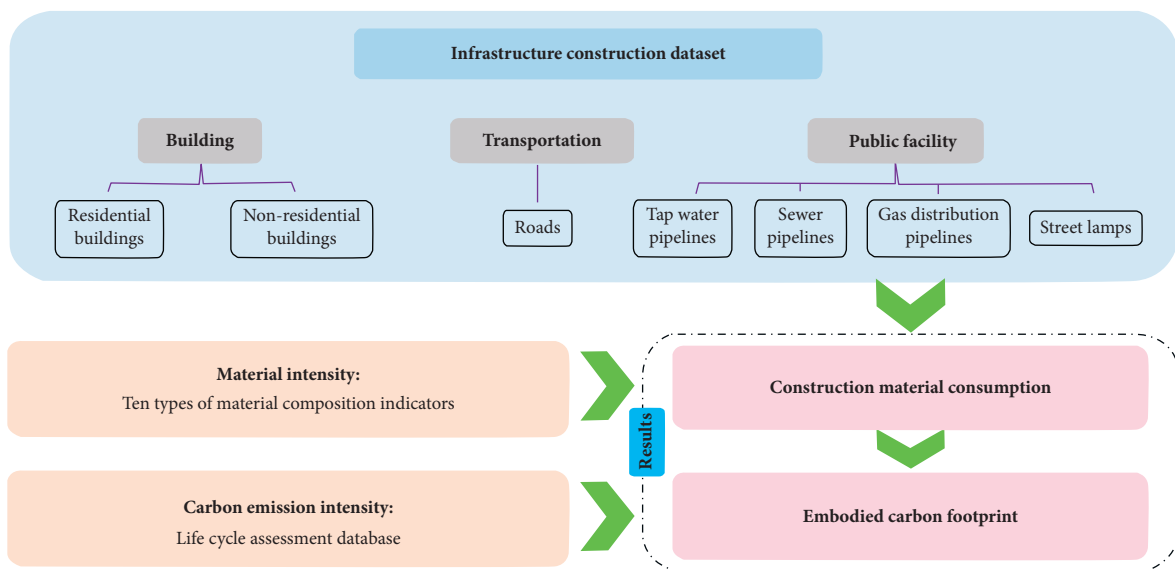 Infrastructure construction dataset
Building
Transportation
Public facility
Residential
buildings
Non-residential
buildings
Roads
Tap water
pipelines
Sewer
pipelines
Gas distribution
pipelines
Street lamps
Material intensity:
Ten types of material composition indicators
Construction material consumption
Results
Carbon emission intensity:
Life cycle assessment database
Embodied carbon footprint